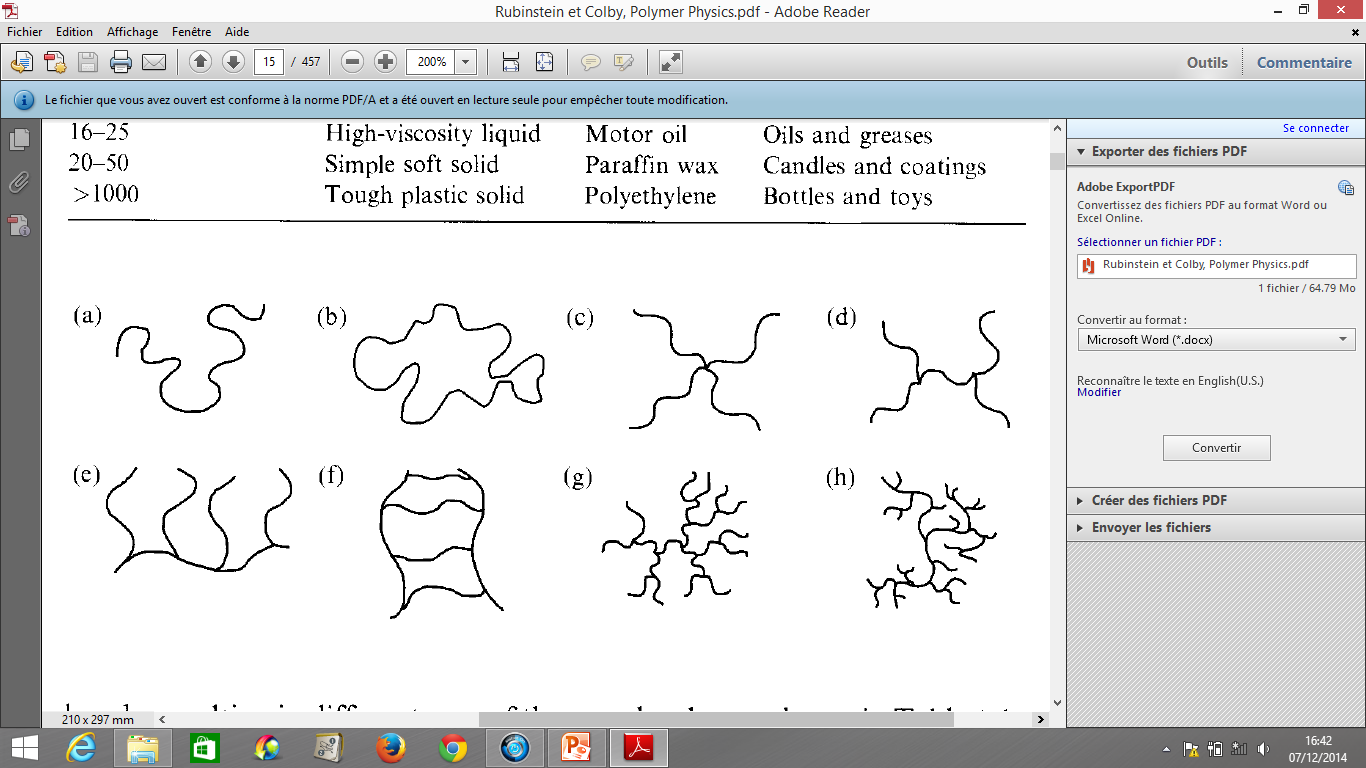 Rubinstein et Colby, Polymer Physics.pdf - Adobe Reader
Fichier Edition Affichage Fenêtre Aide
15 / 457 200% Outils Commentaire
Le fichier que vous avez ouvert est conforme à la norme PDF/A et a été ouvert en lecture seule pour empêcher toute modification.
16–25 High-viscosity liquid Motor oil Oils and greases
20–50 Simple soft solid Paraffin wax Candles and coatings
>1000 Tough plastic solid Polyethylene Bottles and toys
(a) (b) (c) (d)
(e) (f) (g) (h)
210 x 297 mm
Se connecter
Exporter des fichiers PDF
Adobe ExportPDF
Convertissez des fichiers PDF au format Word ou
Excel Online.
Sélectionner un fichier PDF :
Rubinstein et Colby, Polymer Physics.pdf
1 fichier / 64.79 Mo
Convertir au format :
Microsoft Word (*.docx)
Reconnaître le texte en English(U.S.)
Modifier
Convertir
Créer des fichiers PDF
Envoyer les fichiers
16:42
07/12/2014